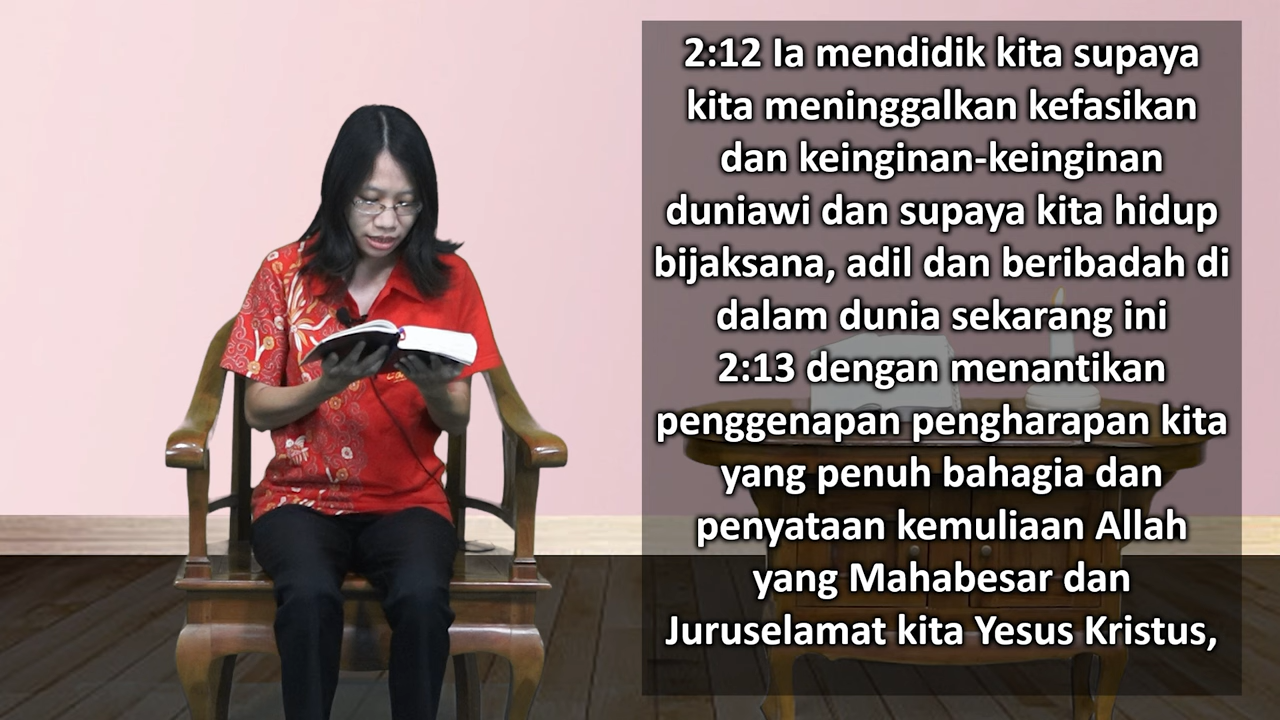 2:12 Ia mendidik kita supaya
kita meninggalkan kefasikan
dan keinginan-keinginan
duniawi dan supaya kita hidup
bijaksana, adil dan beribadah di
dalam dunia sekarang ini
2:13 dengan menantikan
penggenapan pengharapan kita
yang penuh bahagia dan
penyataan kemuliaan Allah
yang Mahabesar dan
Juruselamat kita Yesus Kristus,